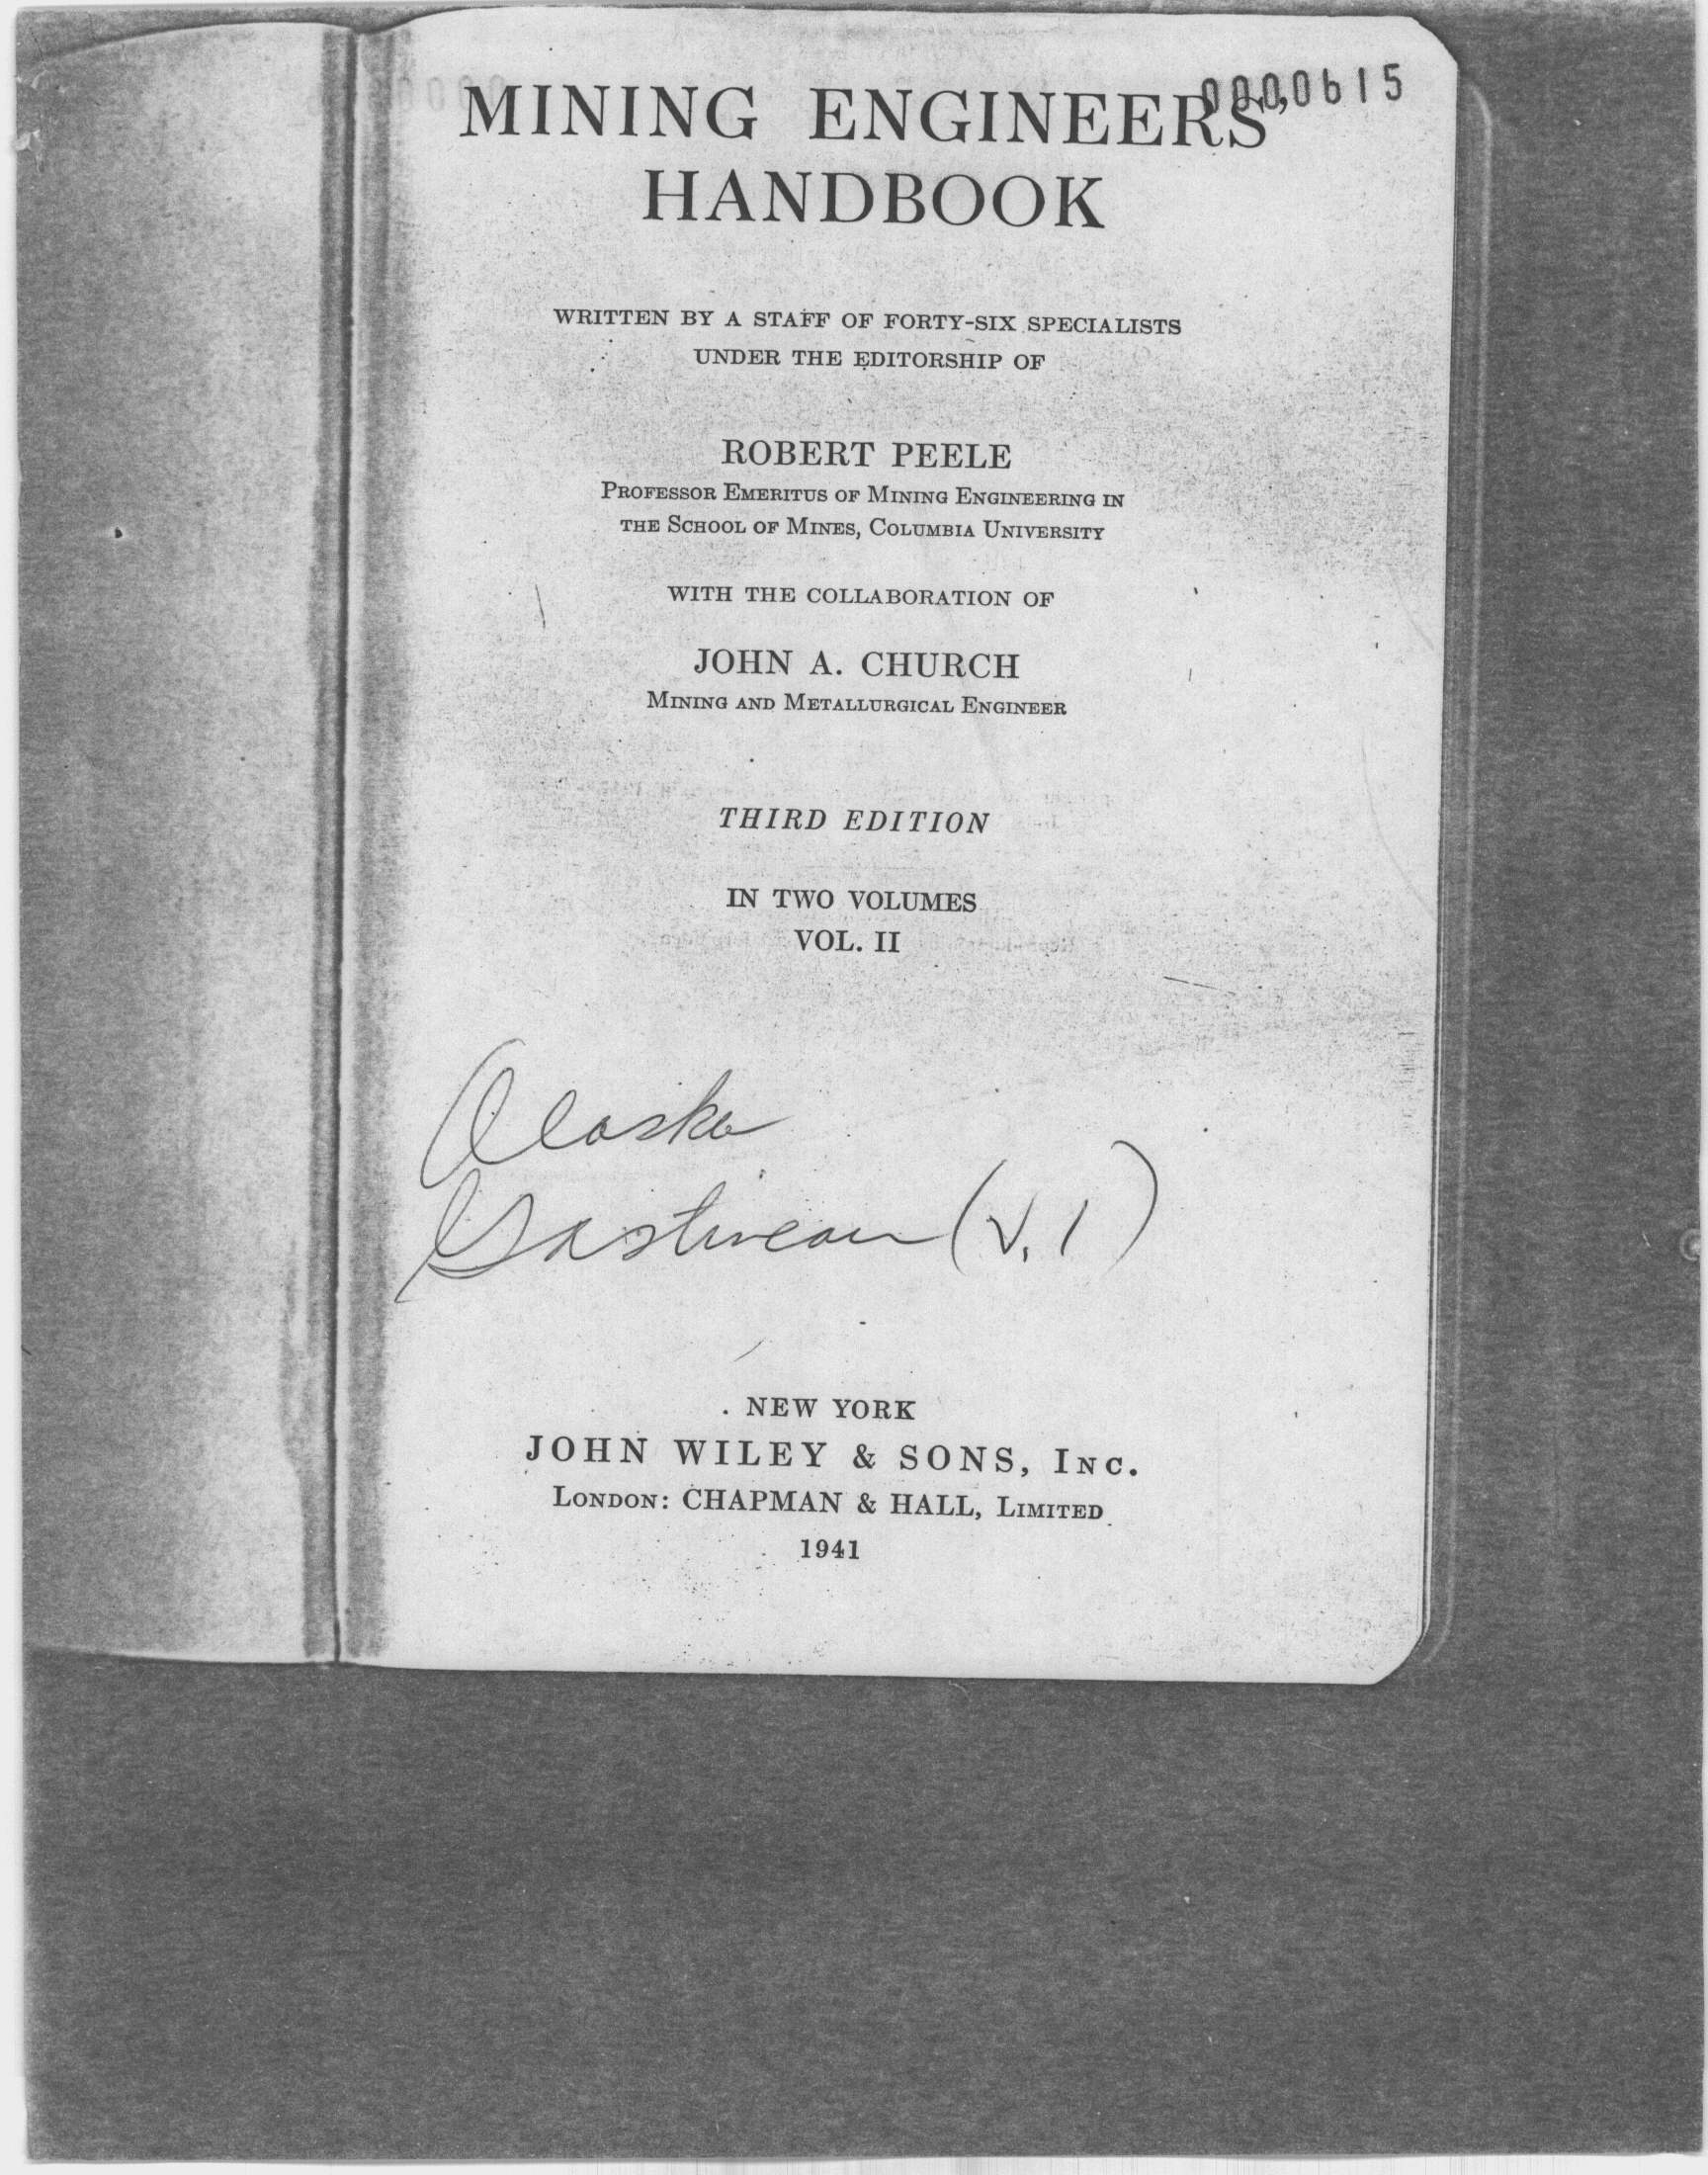 0000615
MINING ENGINEERS'
HANDBOOK
WRITTEN BY A STAFF OF FORTY-SIX SPECIALISTS
UNDER THE EDITORSHIP OF
ROBERT PEELE
PROFESSOR EMERITUS OF MINING ENGINEERING IN
THE SCHOOL OF MINES, COLUMBIA UNIVERSITY
WITH THE COLLABORATION OF
JOHN A. CHURCH
MINING AND METALLURGICAL ENGINEER
THIRD EDITION
IN TWO VOLUMES
VOL. II
Alaska
Gastineau (V.1)
NEW YORK
JOHN WILEY & SONS, INC.
LONDON: CHAPMAN & HALL, LIMITED
1941